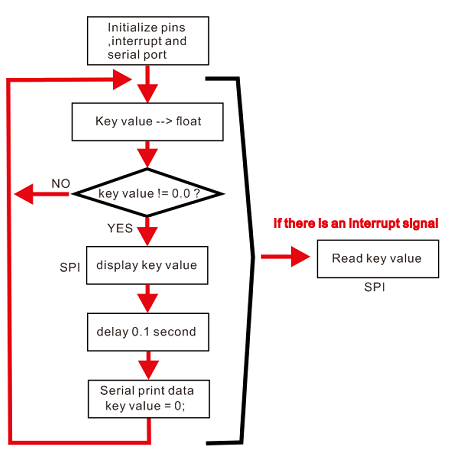 Initialize pins
,interrupt and
serial port
Key value --> float
key value != 0.0 ?
NO
YES
SPI
display key value
delay 0.1 second
Serial print data
key value = 0;
If there is an interrupt signal
Read key value
SPI